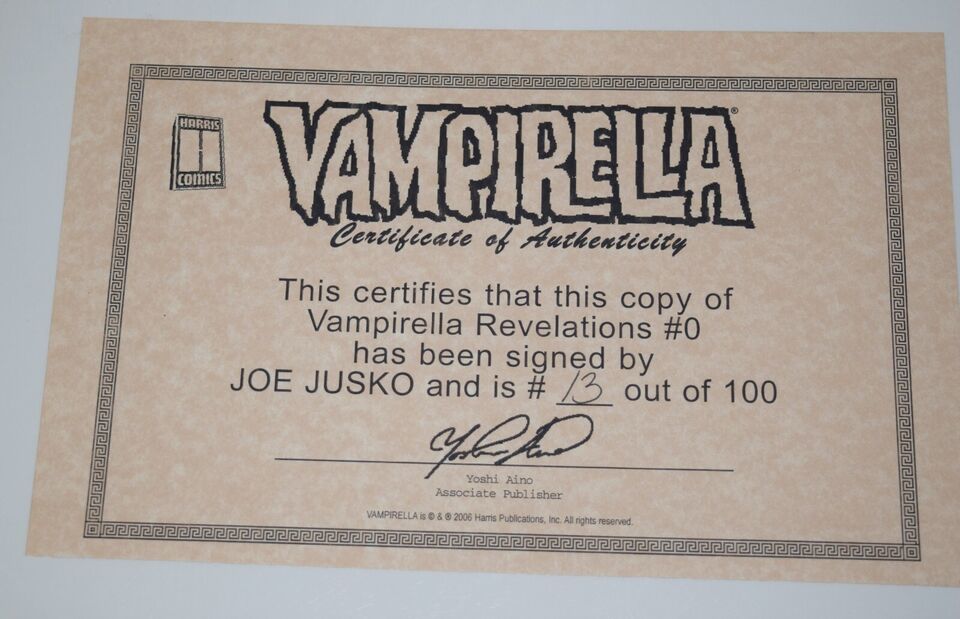 HARRIS
COMICS
VAMPIRELLA®
Certificate of Authenticity
This certifies that this copy of
Vampirella Revelations #0
has been signed by
JOE JUSKO and is # 13 out of 100
Yoshi Aino
Yoshi Aino
Associate Publisher
VAMPIRELLA is © & ® 2006 Harris Publications, Inc. All rights reserved.